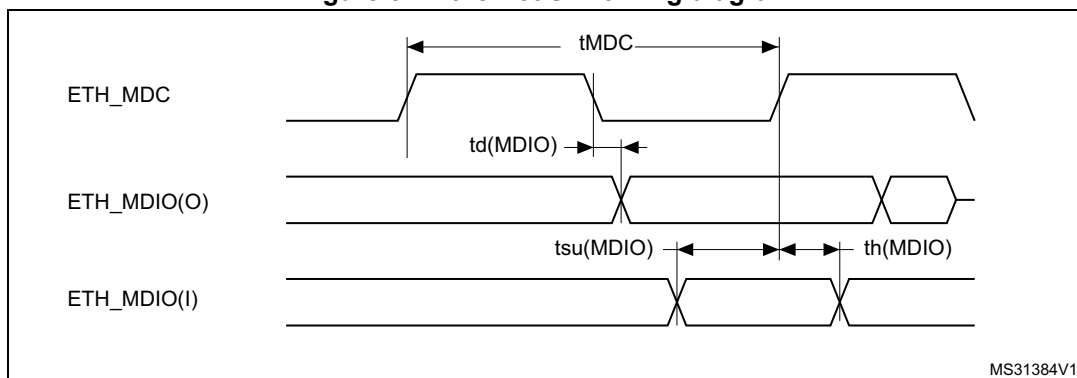 tMDC
ETH_MDC
td(MDIO)
ETH_MDIO(O)
tsu(MDIO) th(MDIO)
ETH_MDIO(I)
MS31384V1